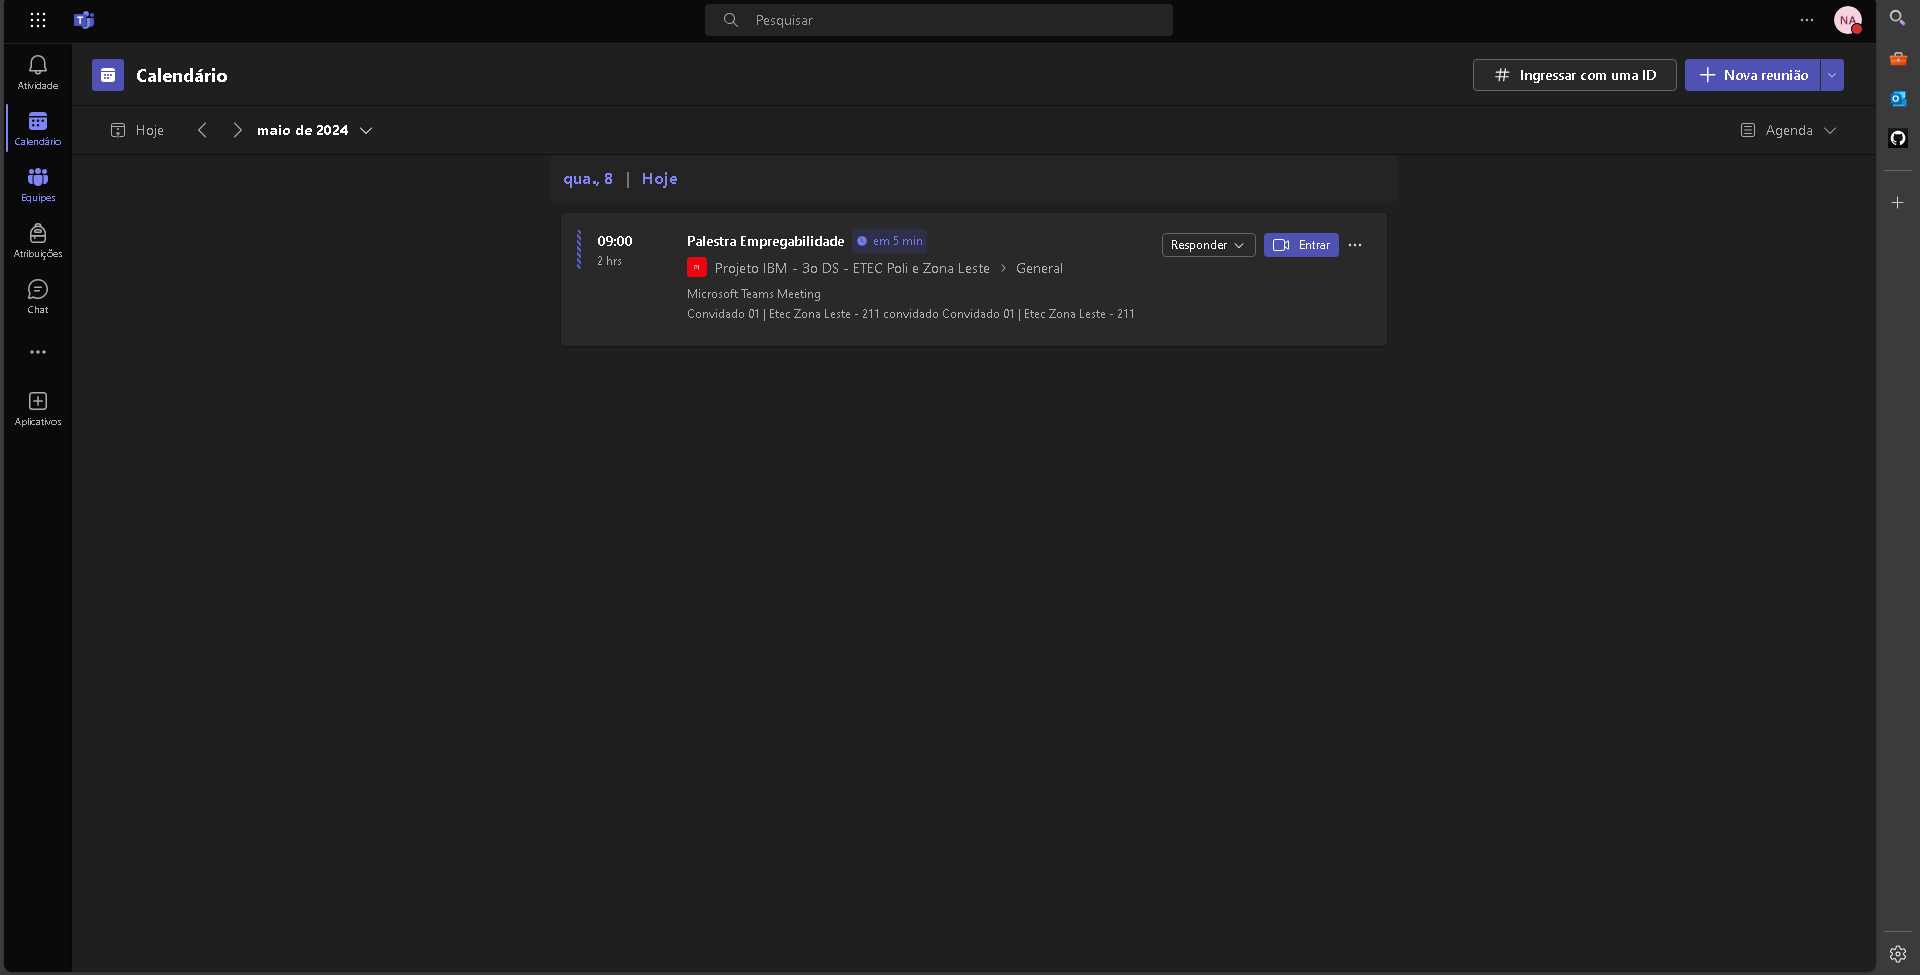 Pesquisar
NA
Atividade
Calendário
Equipes
Atribuições
Chat
Aplicativos
Calendário
Ingressar com uma ID
Nova reunião
Hoje
maio de 2024
Agenda
qua., 8 | Hoje
09:00
2 hrs
Palestra Empregabilidade em 5 min
PI Projeto IBM - 3o DS - ETEC Poli e Zona Leste > General
Microsoft Teams Meeting
Convidado 01 | Etec Zona Leste - 211 convidado Convidado 01 | Etec Zona Leste - 211
Responder
Entrar